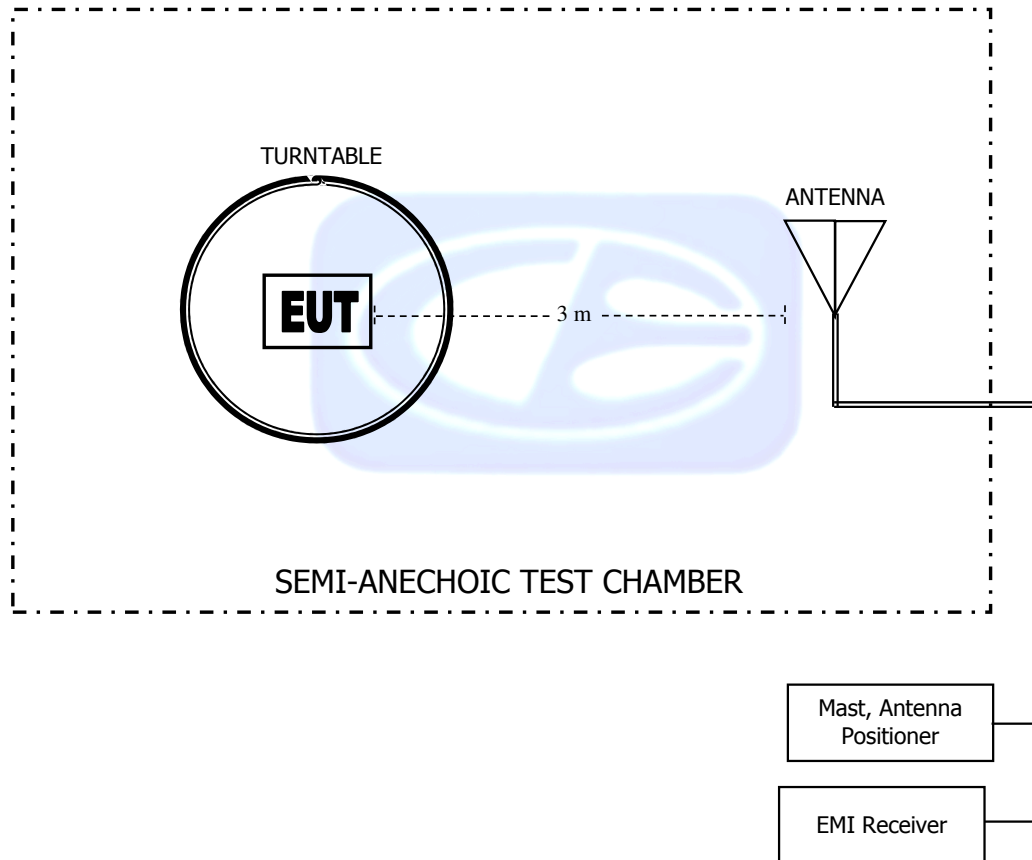 TURNTABLE
ANTENNA
EUT
3 m
SEMI-ANECHOIC TEST CHAMBER
Mast, Antenna
Positioner
EMI Receiver